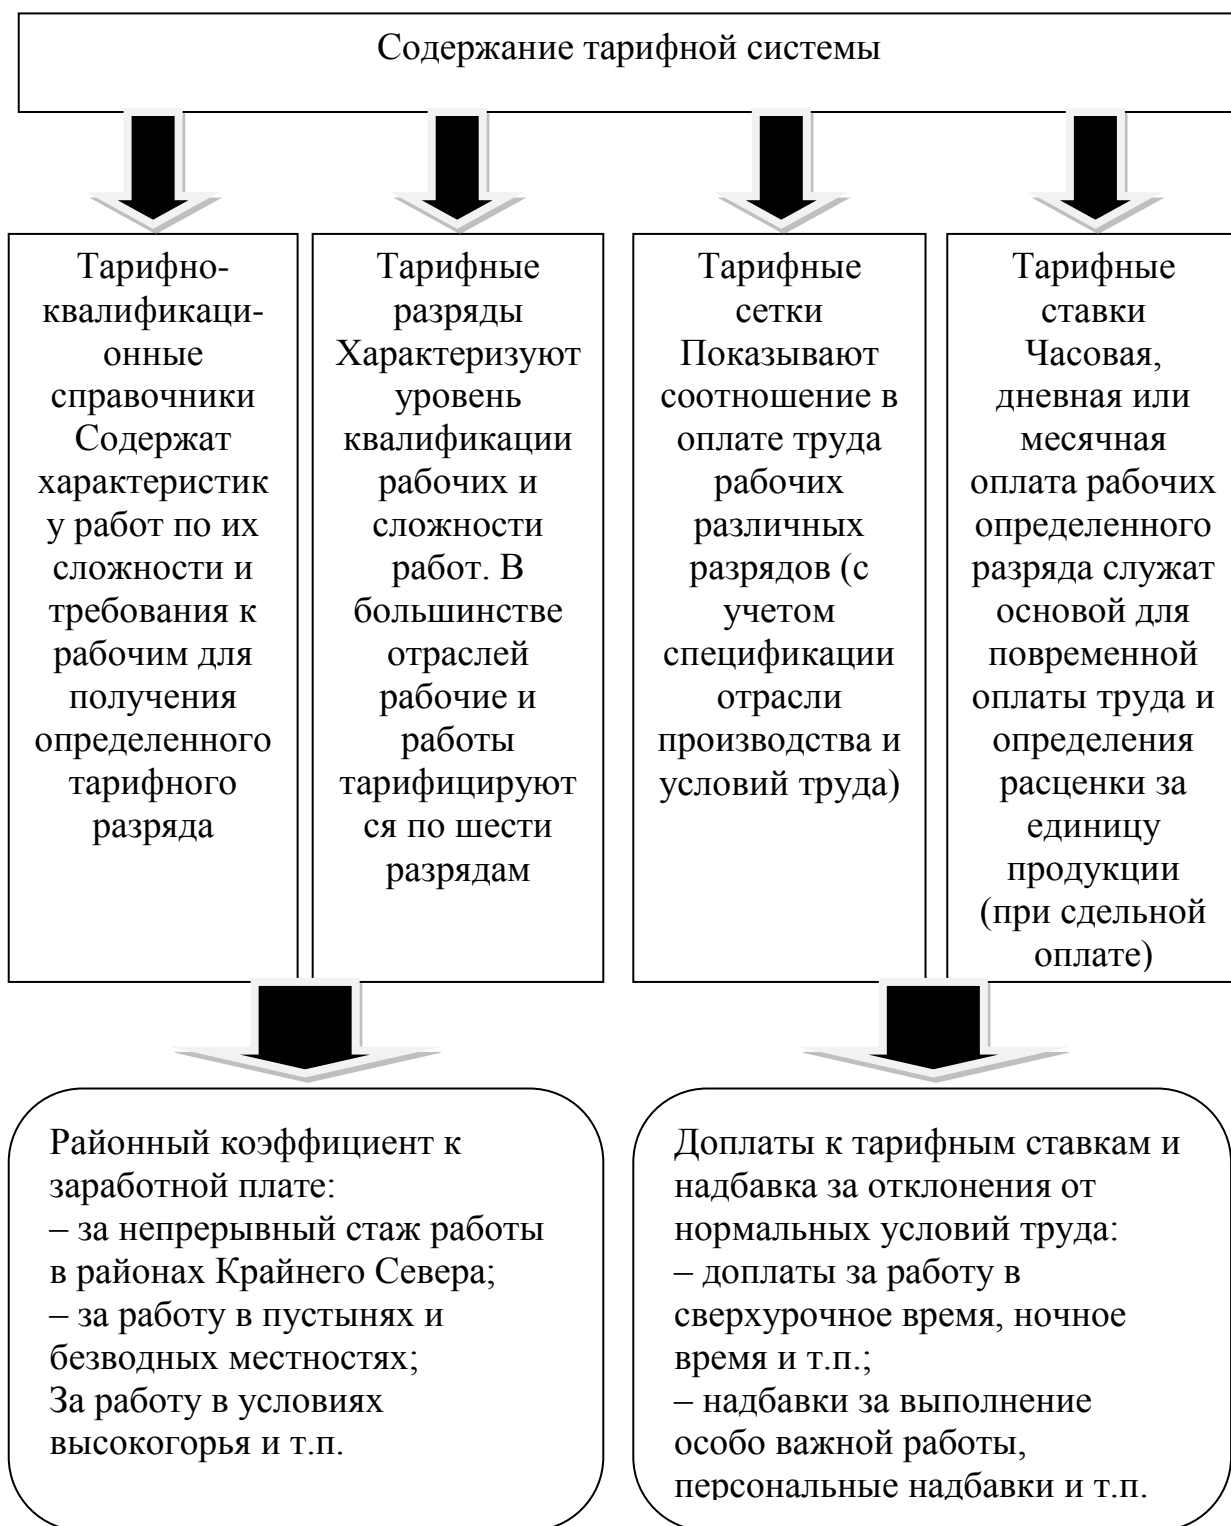 Содержание тарифной системы
Тарифно-
квалификаци-
онные
справочники
Содержат
характеристик
у работ по их
сложности и
требования к
рабочим для
получения
определенного
тарифного
разряда
Тарифные
разряды
Характеризуют
уровень
квалификации
рабочих и
сложности
работ. В
большинстве
отраслей
рабочие и
работы
тарифицируют
ся по шести
разрядам
Тарифные
сетки
Показывают
соотношение в
оплате труда
рабочих
различных
разрядов (с
учетом
спецификации
отрасли
производства и
условий труда)
Тарифные
ставки
Часовая,
дневная или
месячная
оплата рабочих
определенного
разряда служат
основой для
повременной
оплаты труда и
определения
расценки за
единицу
продукции
(при сдельной
оплате)
Районный коэффициент к
заработной плате:
– за непрерывный стаж работы
в районах Крайнего Севера;
– за работу в пустынях и
безводных местностях;
За работу в условиях
высокогорья и т.п.
Доплаты к тарифным ставкам и
надбавка за отклонения от
нормальных условий труда:
– доплаты за работу в
сверхурочное время, ночное
время и т.п.;
– надбавки за выполнение
особо важной работы,
персональные надбавки и т.п.